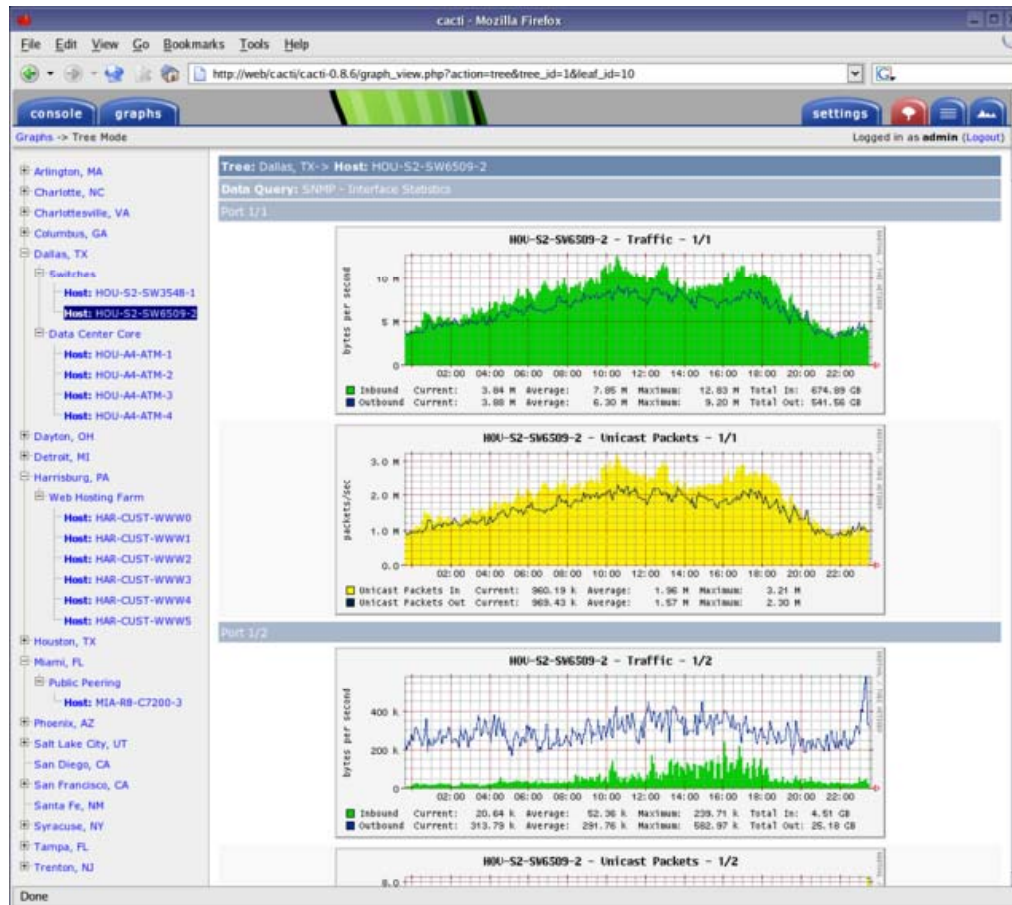 cacti - Mozilla Firefox
File Edit View Go Bookmarks Tools Help
http://web/cacti/cacti-0.8.6/graph_view.php?action=tree&tree_id=1&leaf_id=10
console graphs settings
Graphs -> Tree Mode Logged in as admin (Logout)
Arlington, MA
Charlotte, NC
Charlottesville, VA
Columbus, GA
Dallas, TX
Switches
Host: HOU-S2-SW3548-1
Host: HOU-S2-SW6509-2
Data Center Core
Host: HOU-A4-ATM-1
Host: HOU-A4-ATM-2
Host: HOU-A4-ATM-3
Host: HOU-A4-ATM-4
Dayton, OH
Detroit, MI
Harrisburg, PA
Web Hosting Farm
Host: HAR-CUST-WWW0
Host: HAR-CUST-WWW1
Host: HAR-CUST-WWW2
Host: HAR-CUST-WWW3
Host: HAR-CUST-WWW4
Host: HAR-CUST-WWW5
Houston, TX
Miami, FL
Public Peering
Host: MIA-R8-C7200-3
Phoenix, AZ
Salt Lake City, UT
San Diego, CA
San Francisco, CA
Santa Fe, NM
Syracuse, NY
Tampa, FL
Trenton, NJ
Tree: Dallas, TX-> Host: HOU-S2-SW6509-2
Data Query: SNMP - Interface Statistics
Port 1/1
HOU-S2-SW6509-2 - Traffic - 1/1
bytes per second
10 M
5 M
0
02:00 04:00 06:00 08:00 10:00 12:00 14:00 16:00 18:00 20:00 22:00
Inbound Current: 3.84 M Average: 7.85 M Maximum: 12.83 M Total In: 674.89 GB
Outbound Current: 3.88 M Average: 6.30 M Maximum: 9.20 M Total Out: 541.56 GB
HOU-S2-SW6509-2 - Unicast Packets - 1/1
packets/sec
3.0 M
2.0 M
1.0 M
0.0
02:00 04:00 06:00 08:00 10:00 12:00 14:00 16:00 18:00 20:00 22:00
Unicast Packets In Current: 960.19 k Average: 1.96 M Maximum: 3.21 M
Unicast Packets Out Current: 969.43 k Average: 1.57 M Maximum: 2.30 M
Port 1/2
HOU-S2-SW6509-2 - Traffic - 1/2
bytes per second
400 k
200 k
0
02:00 04:00 06:00 08:00 10:00 12:00 14:00 16:00 18:00 20:00 22:00
Inbound Current: 20.64 k Average: 52.36 k Maximum: 239.71 k Total In: 4.51 GB
Outbound Current: 313.79 k Average: 291.76 k Maximum: 582.97 k Total Out: 25.18 GB
HOU-S2-SW6509-2 - Unicast Packets - 1/2
8.0
Done